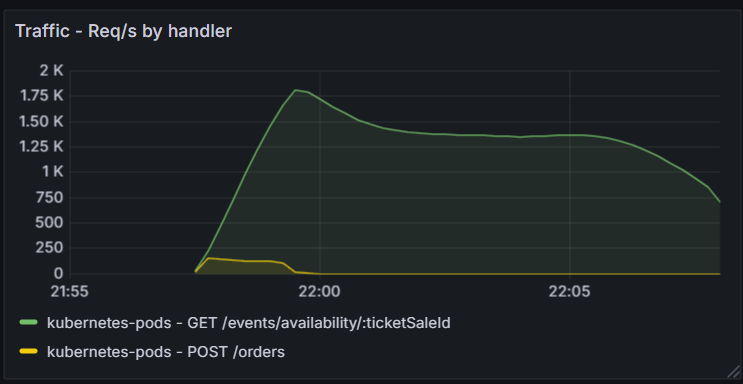 Traffic - Req/s by handler
2 K
1.75 K
1.50 K
1.25 K
1 K
750
500
250
0
21:55 22:00 22:05
kubernetes-pods - GET /events/availability/:ticketSaleId
kubernetes-pods - POST /orders